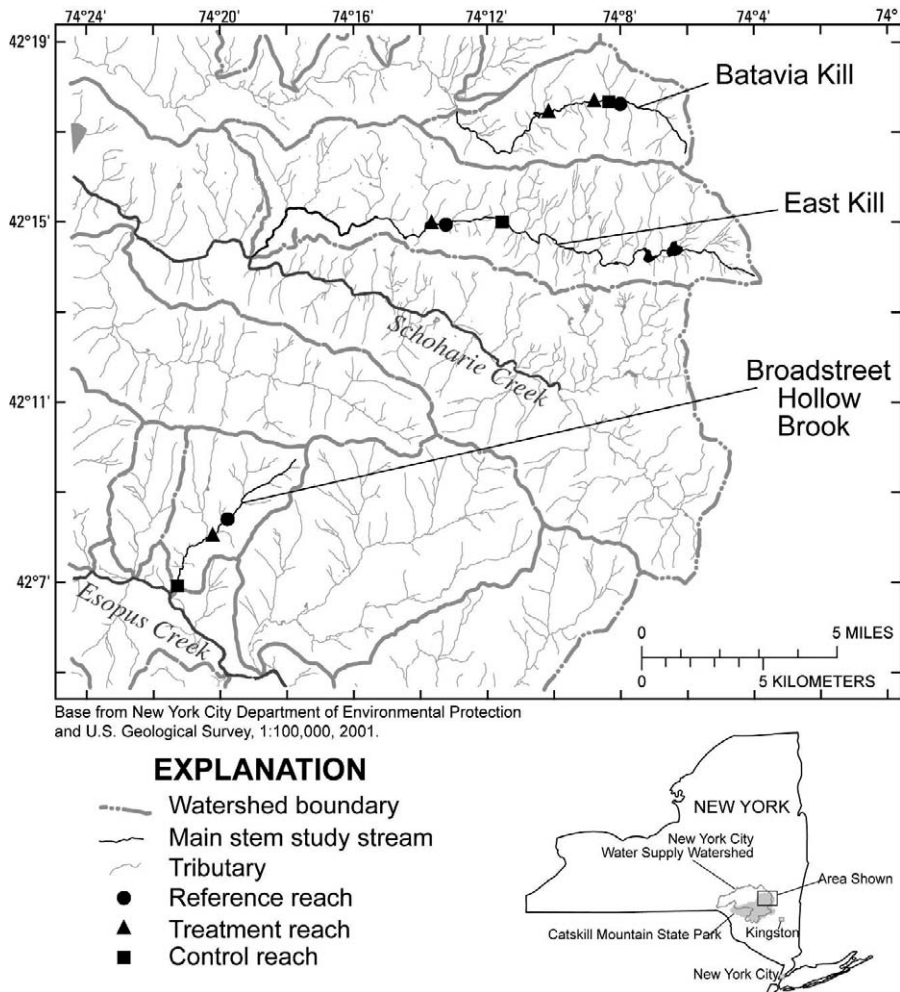 74°24' 74°20' 74°16' 74°12' 74°8' 74°4' 74°
42°19'
Batavia Kill
42°15'
East Kill
Schoharie Creek
Broadstreet
Hollow
Brook
42°11'
42°7'
Esopus Creek
0 5 MILES
0 5 KILOMETERS
Base from New York City Department of Environmental Protection
and U.S. Geological Survey, 1:100,000, 2001.
EXPLANATION
Watershed boundary
Main stem study stream
Tributary
Reference reach
Treatment reach
Control reach
NEW YORK
New York City
Water Supply Watershed
Area Shown
Catskill Mountain State Park
Kingston
New York City